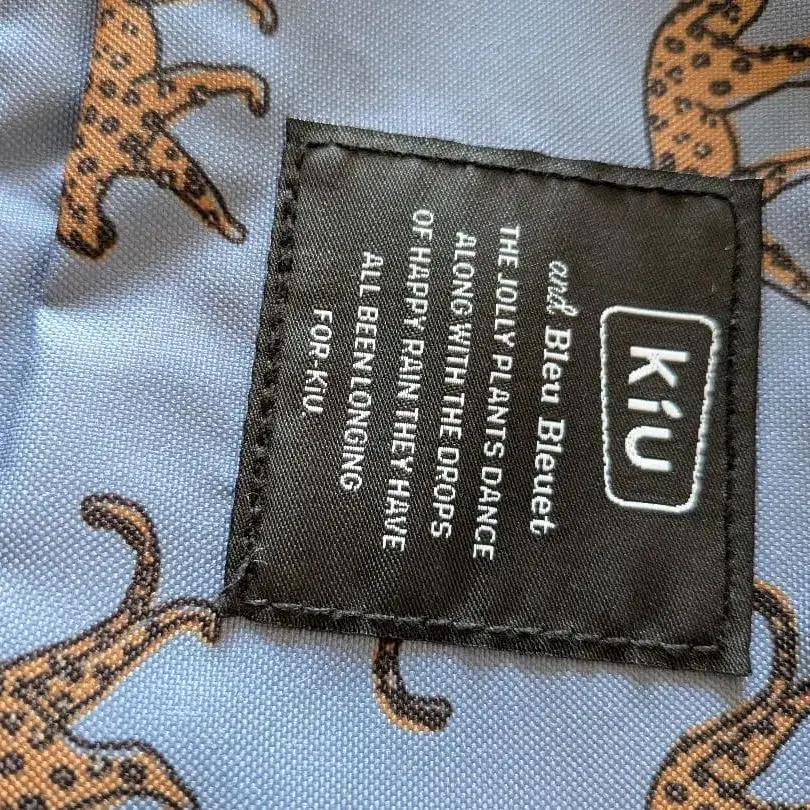 kiU
and Bleu Bleuet
THE JOLLY PLANTS DANCE
ALONG WITH THE DROPS
OF HAPPY RAIN THEY HAVE
ALL BEEN LONGING
FOR-KiU.